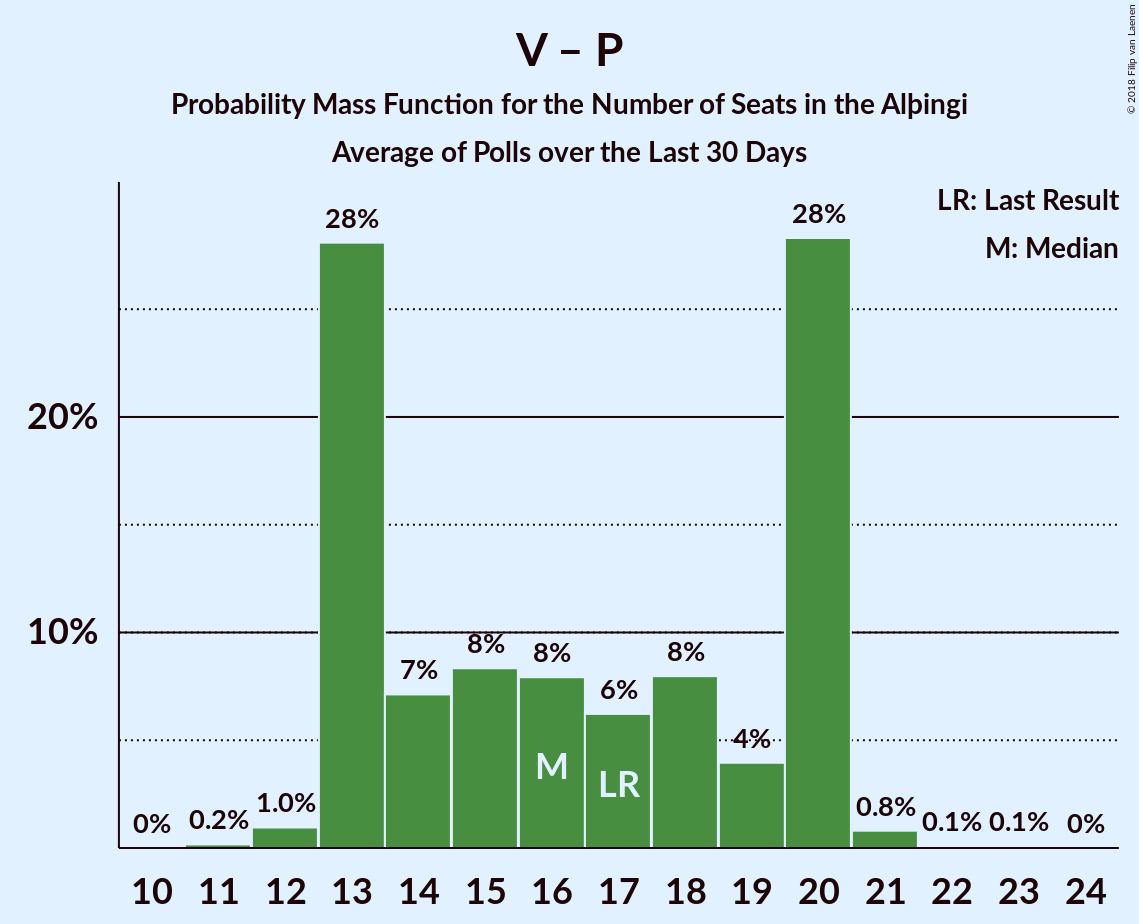 V – P
Probability Mass Function for the Number of Seats in the Alþingi
Average of Polls over the Last 30 Days
© 2018 Filip van Laenen
LR: Last Result
M: Median
28%
28%
20%
10%
8%
8%
8%
7%
6%
4%
M
LR
1.0%
0.8%
0%
0.2%
0.1%
0.1%
0%
10 11 12 13 14 15 16 17 18 19 20 21 22 23 24